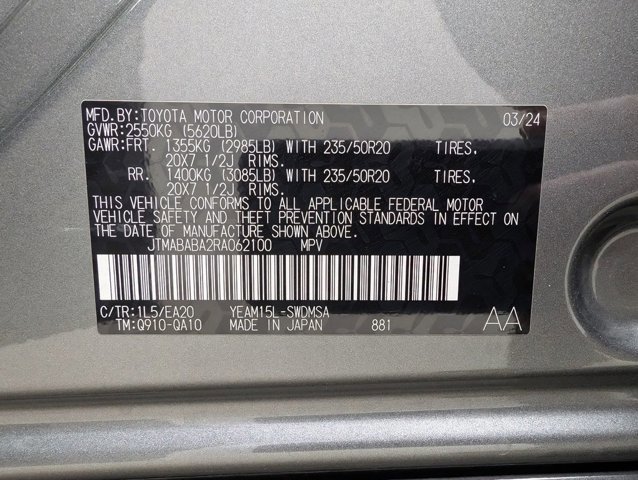 MFD.BY:TOYOTA MOTOR CORPORATION 03/24
GVWR:2550KG (5620LB)
GAWR:FRT. 1355KG (2985LB) WITH 235/50R20 TIRES.
20X7 1/2J RIMS.
RR. 1400KG (3085LB) WITH 235/50R20 TIRES.
20X7 1/2J RIMS.
THIS VEHICLE CONFORMS TO ALL APPLICABLE FEDERAL MOTOR
VEHICLE SAFETY AND THEFT PREVENTION STANDARDS IN EFFECT ON
THE DATE OF MANUFACTURE SHOWN ABOVE.
JTMABABA2RA062100 MPV
C/TR:1L5/EA20 YEAM15L-SWDMSA
TM:Q910-QA10 MADE IN JAPAN 881 AA